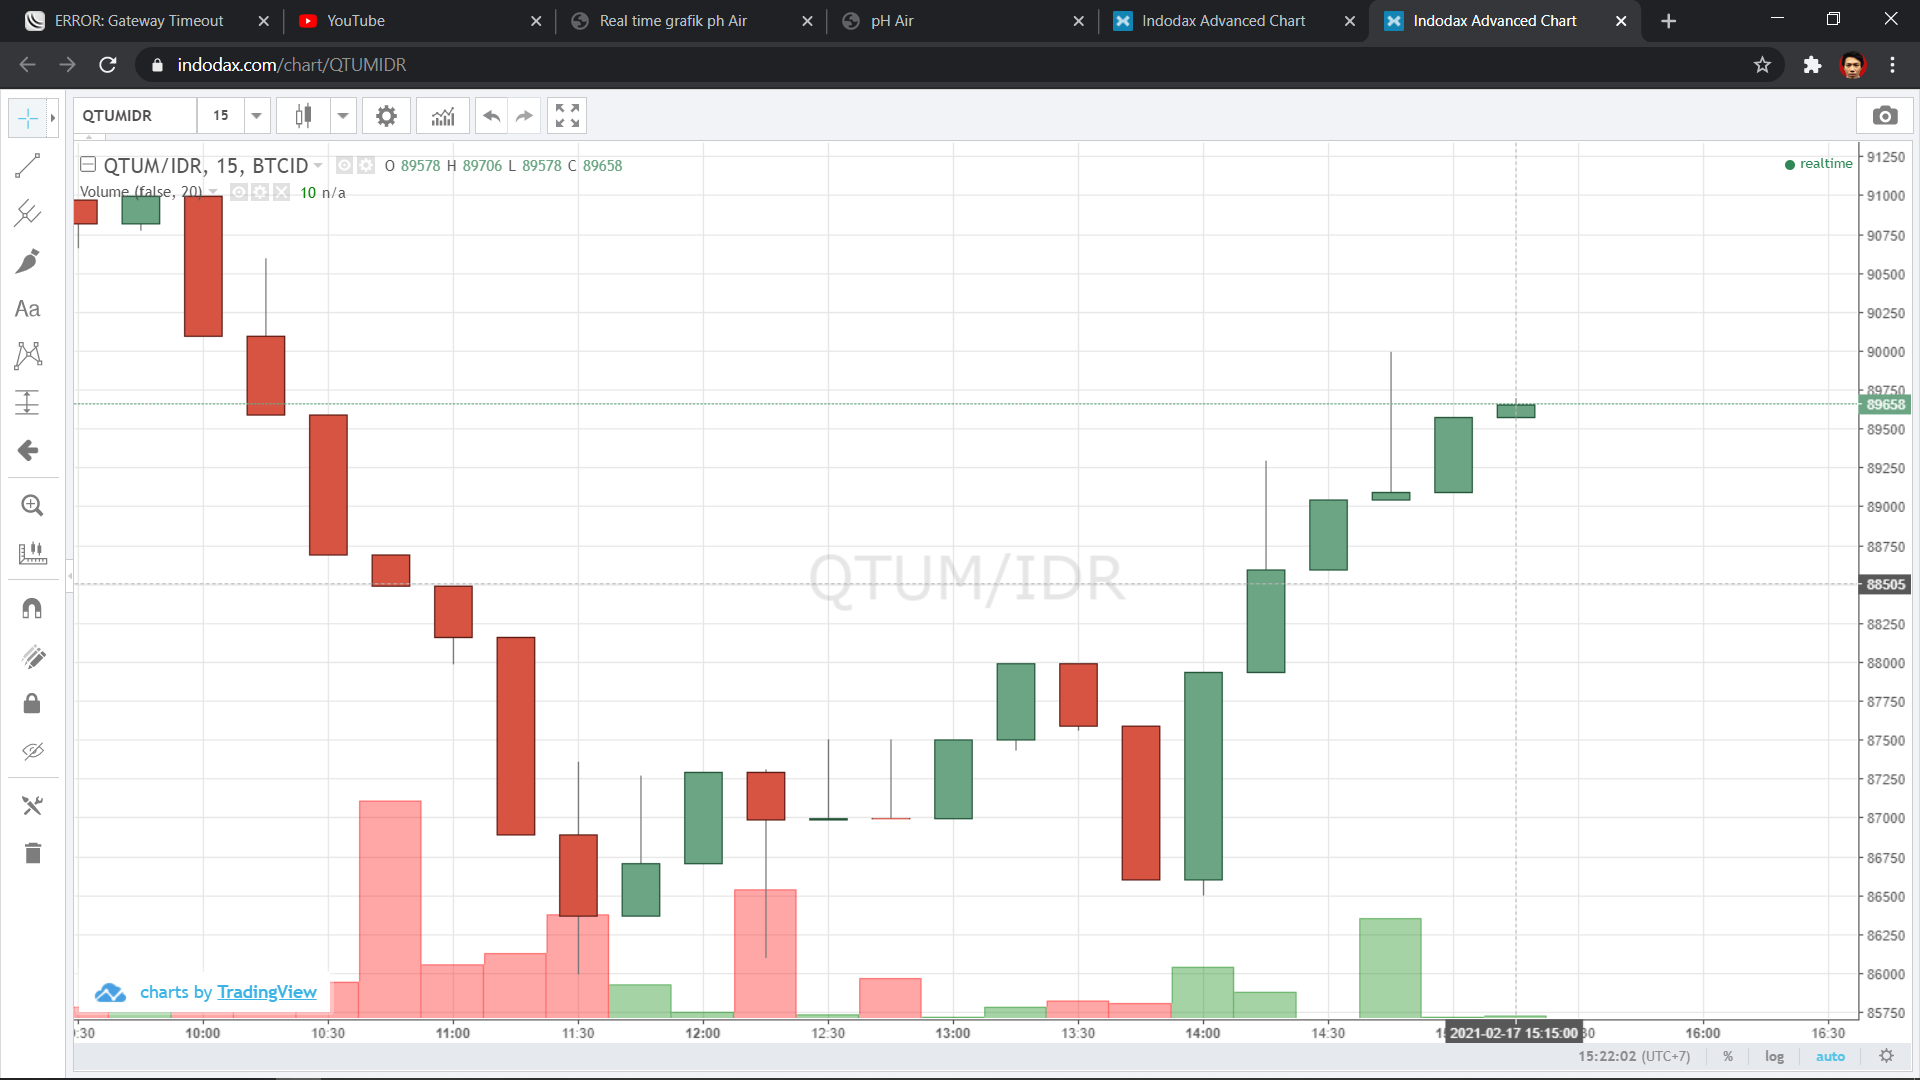 ERROR: Gateway Timeout
YouTube
Real time grafik ph Air
pH Air
Indodax Advanced Chart
Indodax Advanced Chart
indodax.com/chart/QTUMIDR
QTUMIDR 15
QTUM/IDR, 15, BTCID O 89578 H 89706 L 89578 C 89658
realtime
Volume (false, 20) 10 n/a
Aa
QTUM/IDR
91250
91000
90750
90500
90250
90000
89750
89658
89500
89250
89000
88750
88505
88250
88000
87750
87500
87250
87000
86750
86500
86250
86000
85750
charts by TradingView
:30 10:00 10:30 11:00 11:30 12:00 12:30 13:00 13:30 14:00 14:30 2021-02-17 15:15:00 16:00 16:30
15:22:02 (UTC+7) % log auto